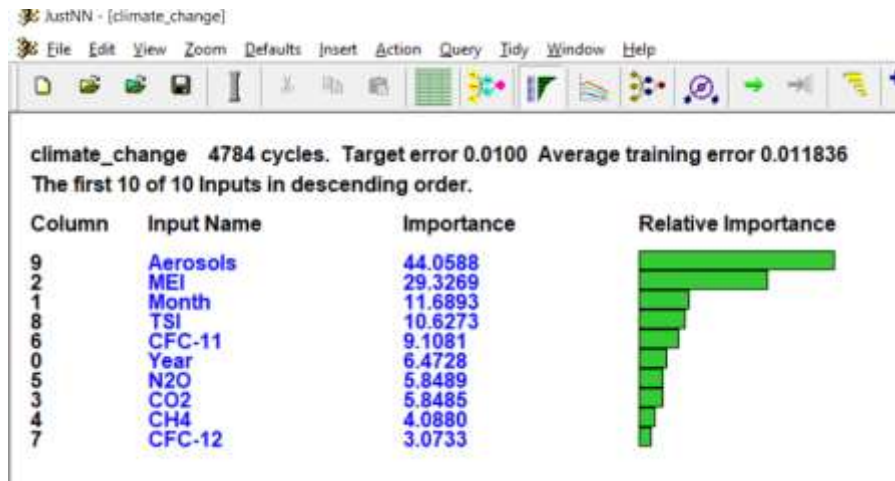 JustNN - [climate_change]
File Edit View Zoom Defaults Insert Action Query Tidy Window Help
climate_change 4784 cycles. Target error 0.0100 Average training error 0.011836
The first 10 of 10 Inputs in descending order.
Column Input Name Importance Relative Importance
9 Aerosols 44.0588
2 MEI 29.3269
1 Month 11.6893
8 TSI 10.6273
6 CFC-11 9.1081
0 Year 6.4728
5 N2O 5.8489
3 CO2 5.8485
4 CH4 4.0880
7 CFC-12 3.0733